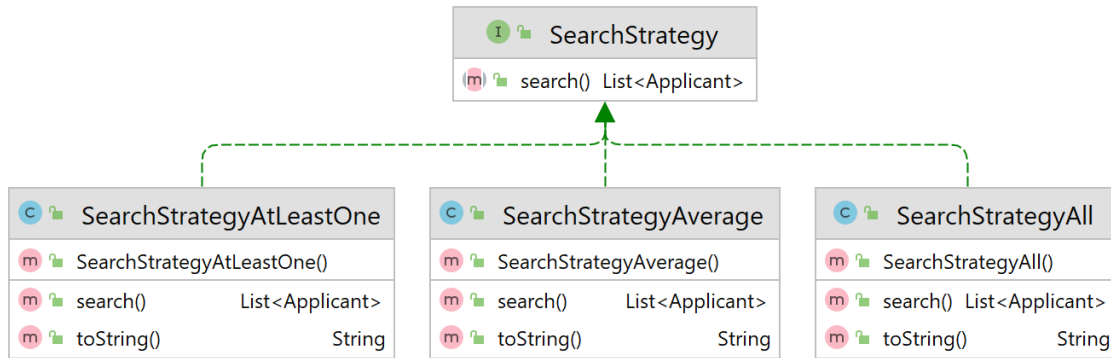 I SearchStrategy
m search() List<Applicant>
C SearchStrategyAtLeastOne
m SearchStrategyAtLeastOne()
m search() List<Applicant>
m toString() String
C SearchStrategyAverage
m SearchStrategyAverage()
m search() List<Applicant>
m toString() String
C SearchStrategyAll
m SearchStrategyAll()
m search() List<Applicant>
m toString() String